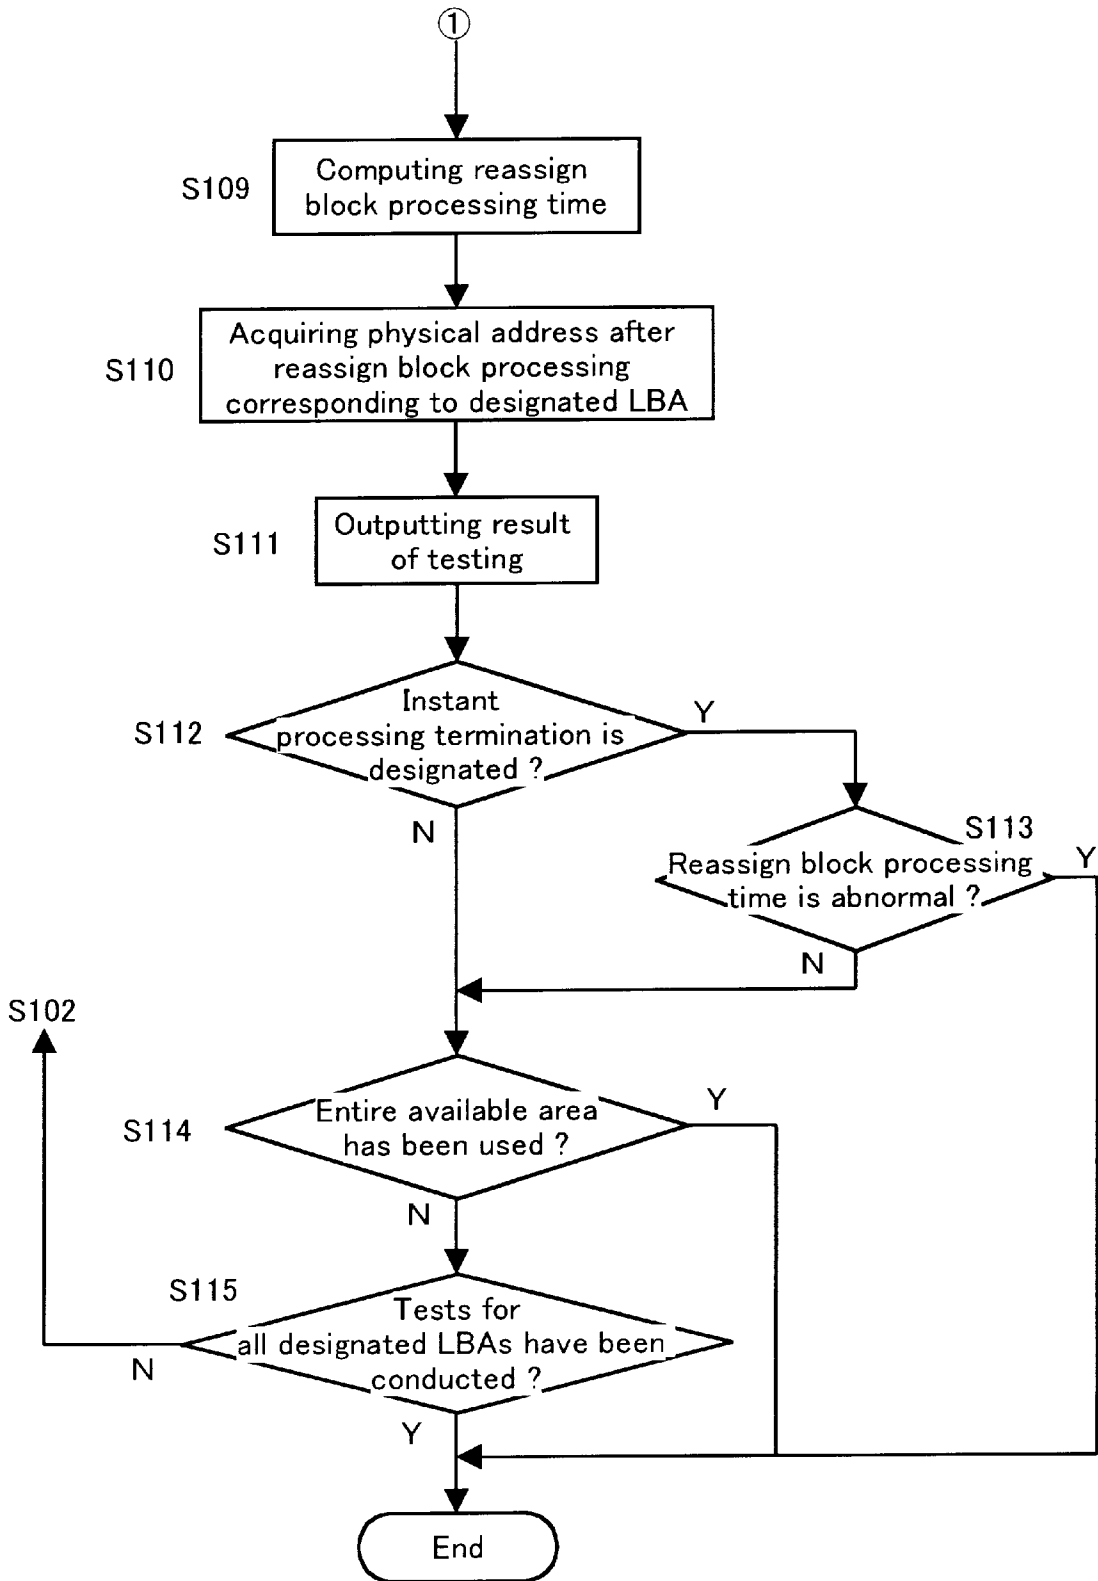 ①
S109
Computing reassign
block processing time
S110
Acquiring physical address after
reassign block processing
corresponding to designated LBA
S111
Outputting result
of testing
S112
Instant
processing termination is
designated ?
Y
N
S113
Reassign block processing
time is abnormal ?
Y
N
S102
S114
Entire available area
has been used ?
Y
N
S115
Tests for
all designated LBAs have been
conducted ?
N
Y
End